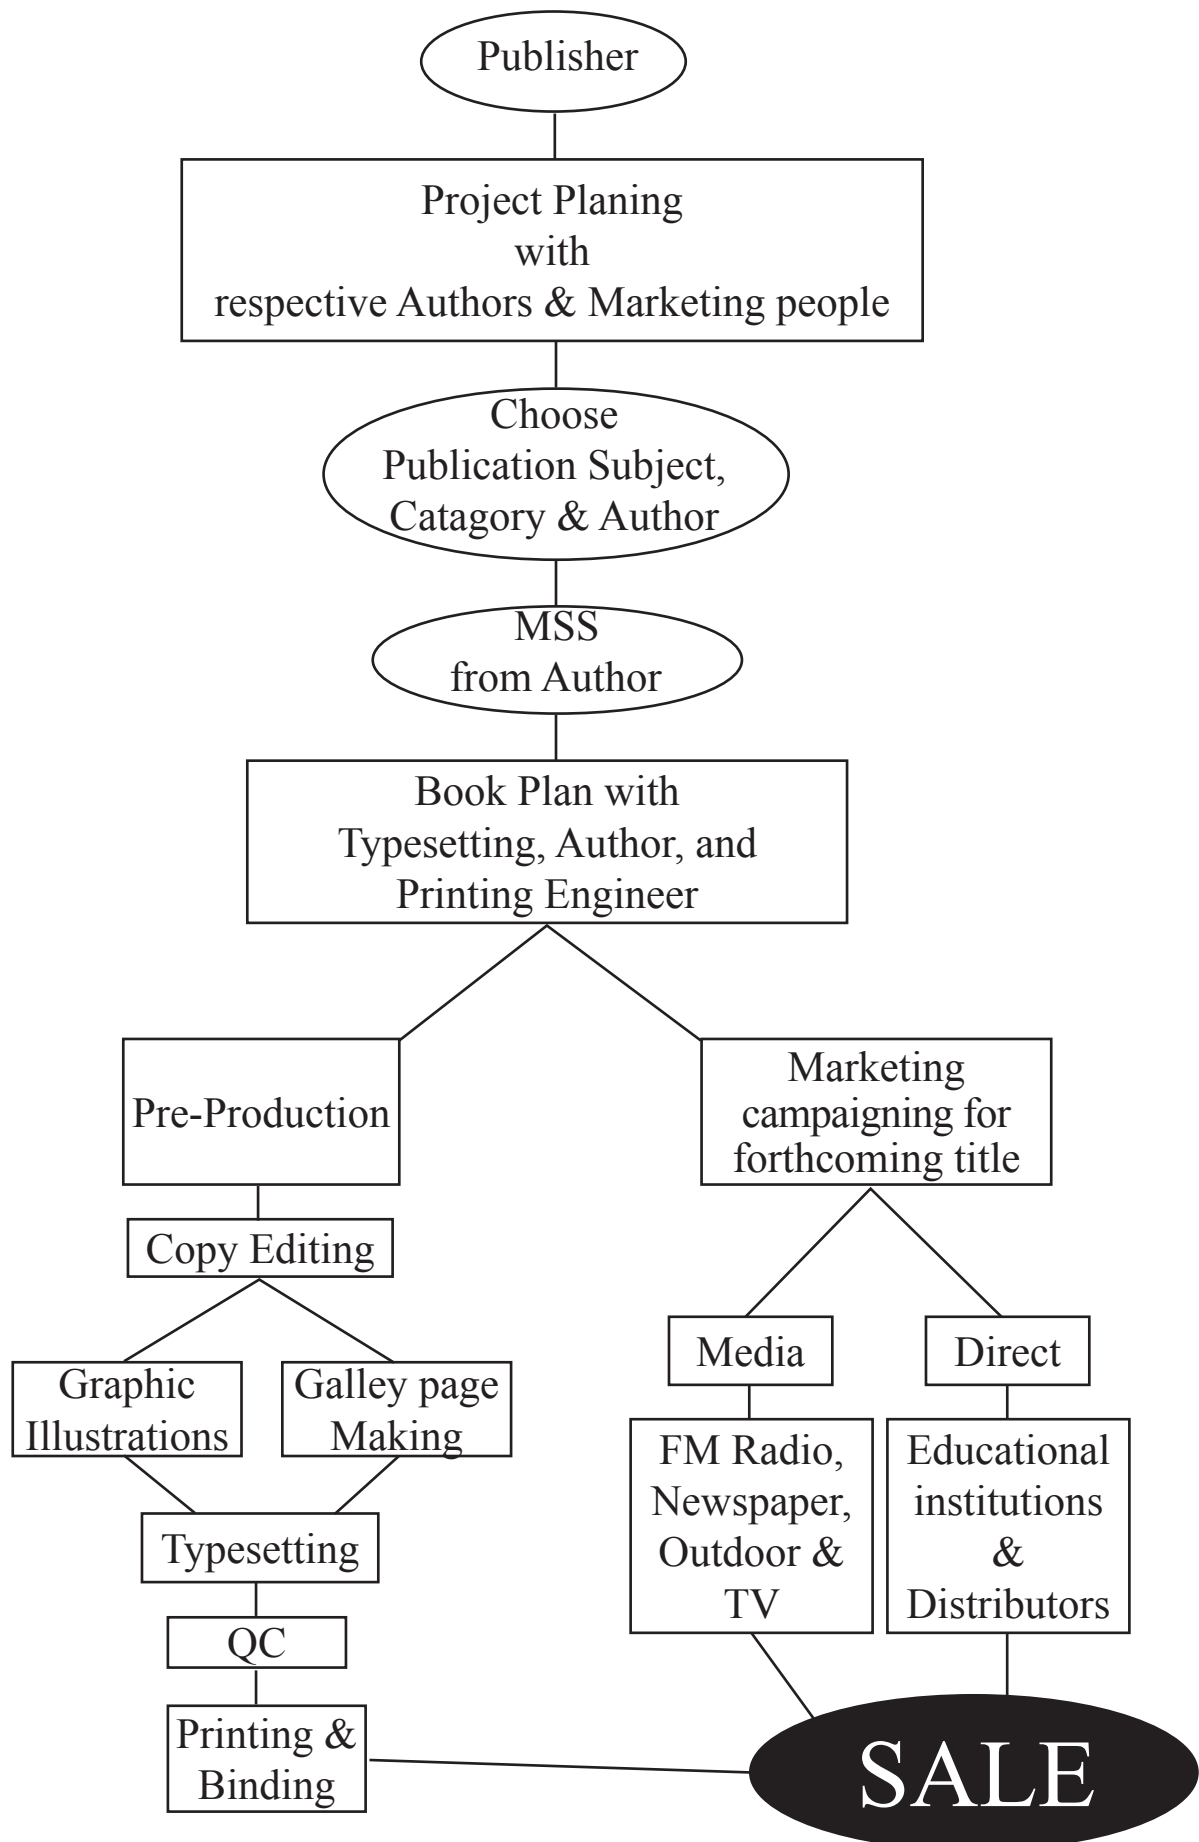 Publisher
Project Planing
with
respective Authors & Marketing people
Choose
Publication Subject,
Catagory & Author
MSS
from Author
Book Plan with
Typesetting, Author, and
Printing Engineer
Pre-Production
Copy Editing
Graphic
Illustrations
Galley page
Making
Typesetting
QC
Printing &
Binding
Marketing
campaigning for
forthcoming title
Media
FM Radio,
Newspaper,
Outdoor &
TV
Direct
Educational
institutions
&
Distributors
SALE